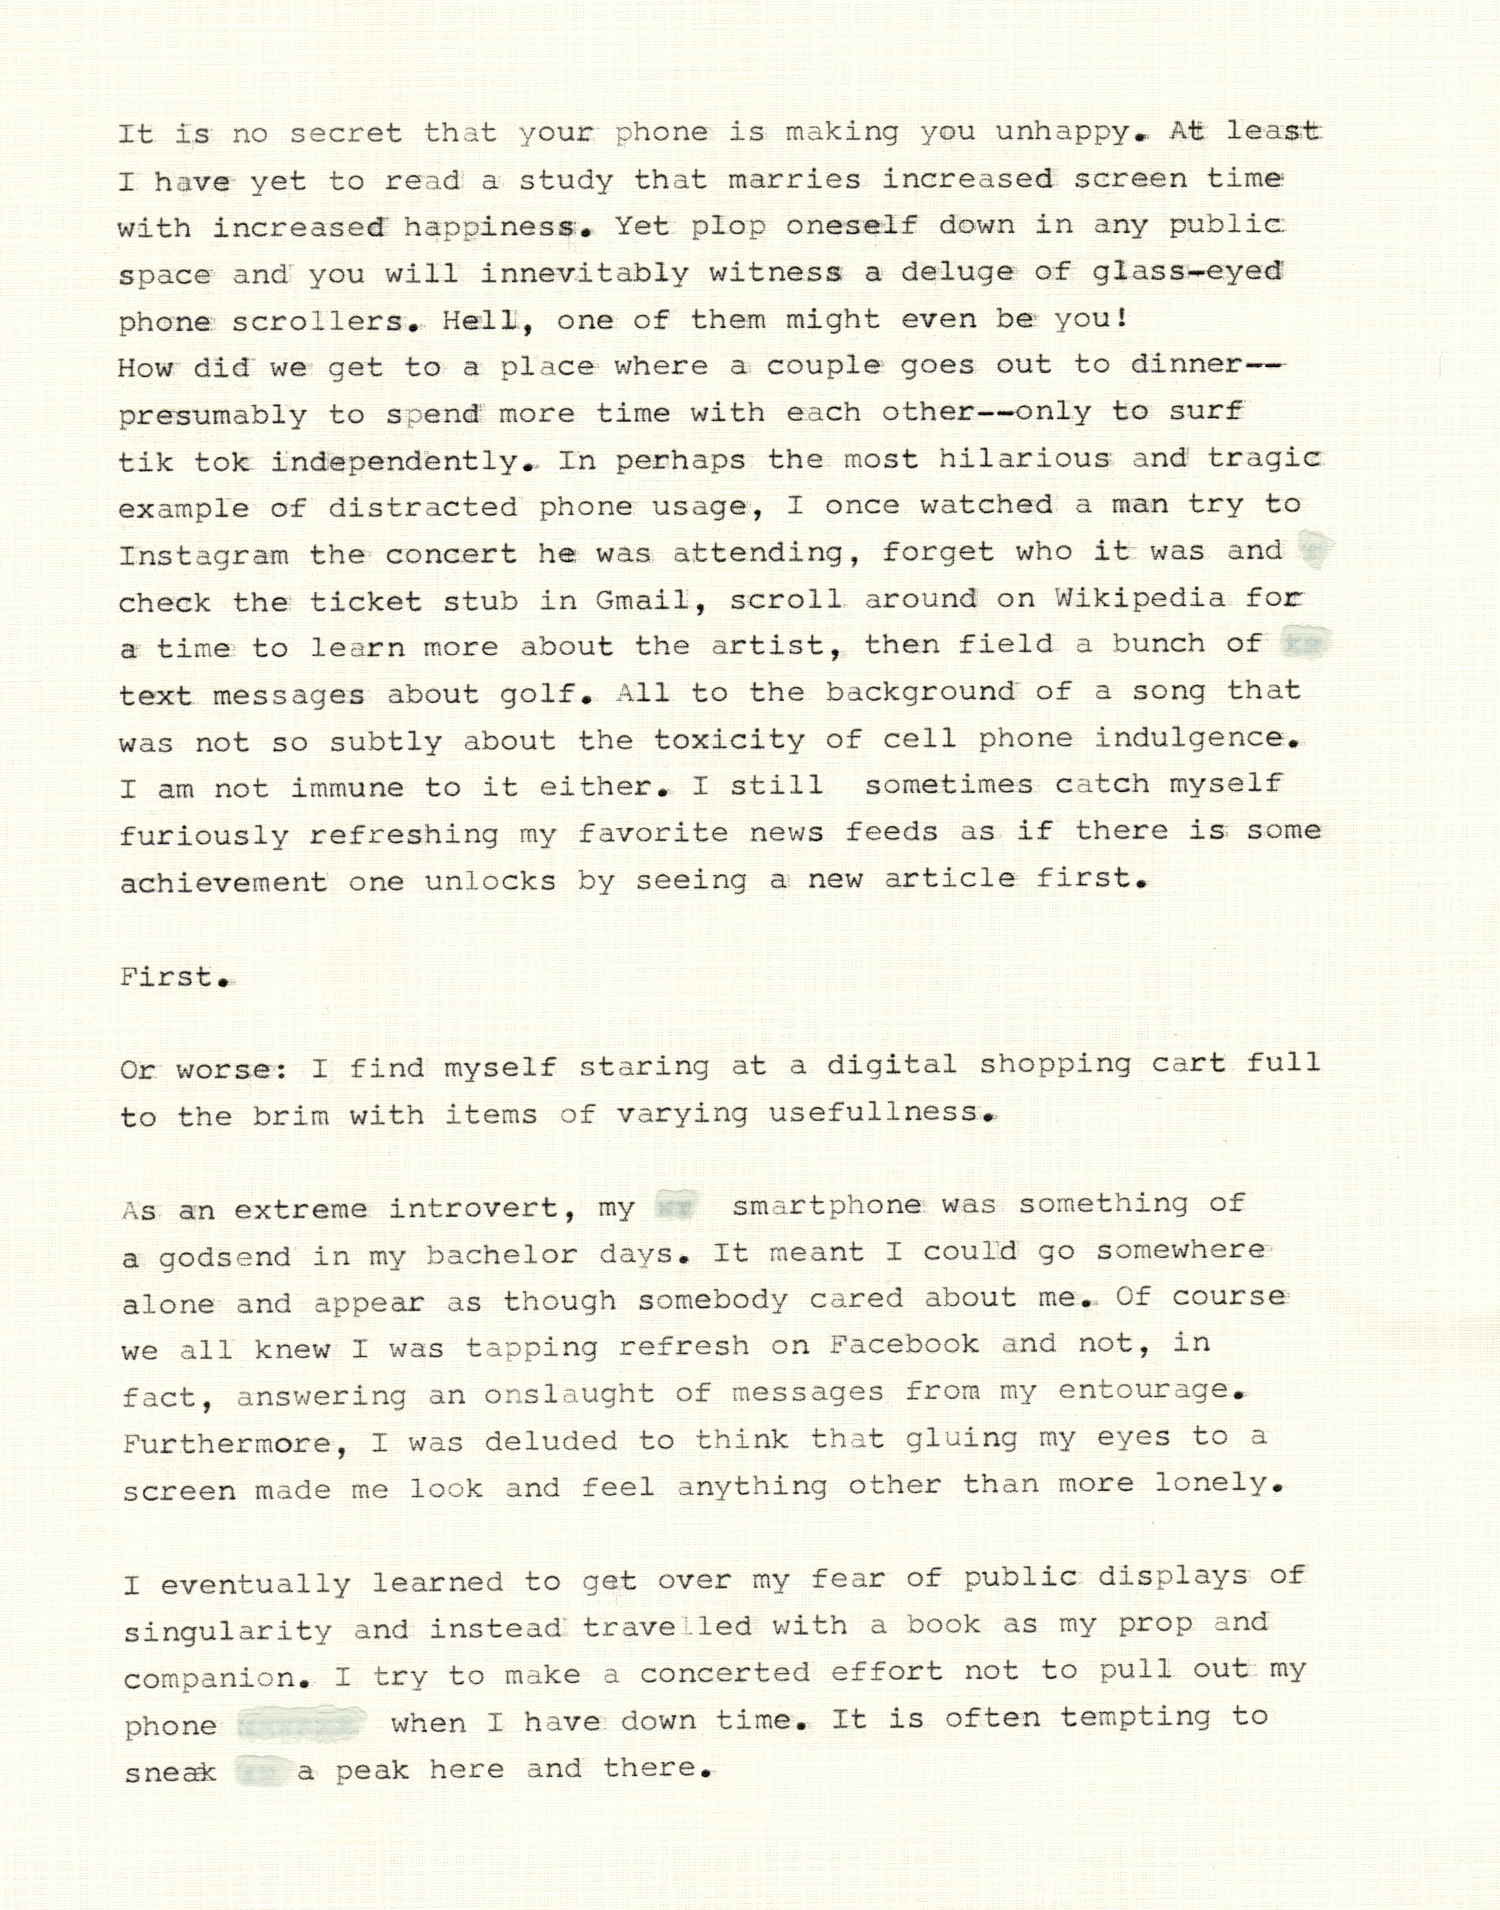 It is no secret that your phone is making you unhappy. At least
I have yet to read a study that marries increased screen time
with increased happiness. Yet plop oneself down in any public
space and you will innevitably witness a deluge of glass-eyed
phone scrollers. Hell, one of them might even be you!
How did we get to a place where a couple goes out to dinner--
presumably to spend more time with each other--only to surf
tik tok independently. In perhaps the most hilarious and tragic
example of distracted phone usage, I once watched a man try to
Instagram the concert he was attending, forget who it was and
check the ticket stub in Gmail, scroll around on Wikipedia for
a time to learn more about the artist, then field a bunch of
text messages about golf. All to the background of a song that
was not so subtly about the toxicity of cell phone indulgence.
I am not immune to it either. I still  sometimes catch myself
furiously refreshing my favorite news feeds as if there is some
achievement one unlocks by seeing a new article first.
First.
Or worse: I find myself staring at a digital shopping cart full
to the brim with items of varying usefullness.
As an extreme introvert, my smartphone was something of
a godsend in my bachelor days. It meant I could go somewhere
alone and appear as though somebody cared about me. Of course
we all knew I was tapping refresh on Facebook and not, in
fact, answering an onslaught of messages from my entourage.
Furthermore, I was deluded to think that gluing my eyes to a
screen made me look and feel anything other than more lonely.
I eventually learned to get over my fear of public displays of
singularity and instead travelled with a book as my prop and
companion. I try to make a concerted effort not to pull out my
phone when I have down time. It is often tempting to
sneak a peak here and there.